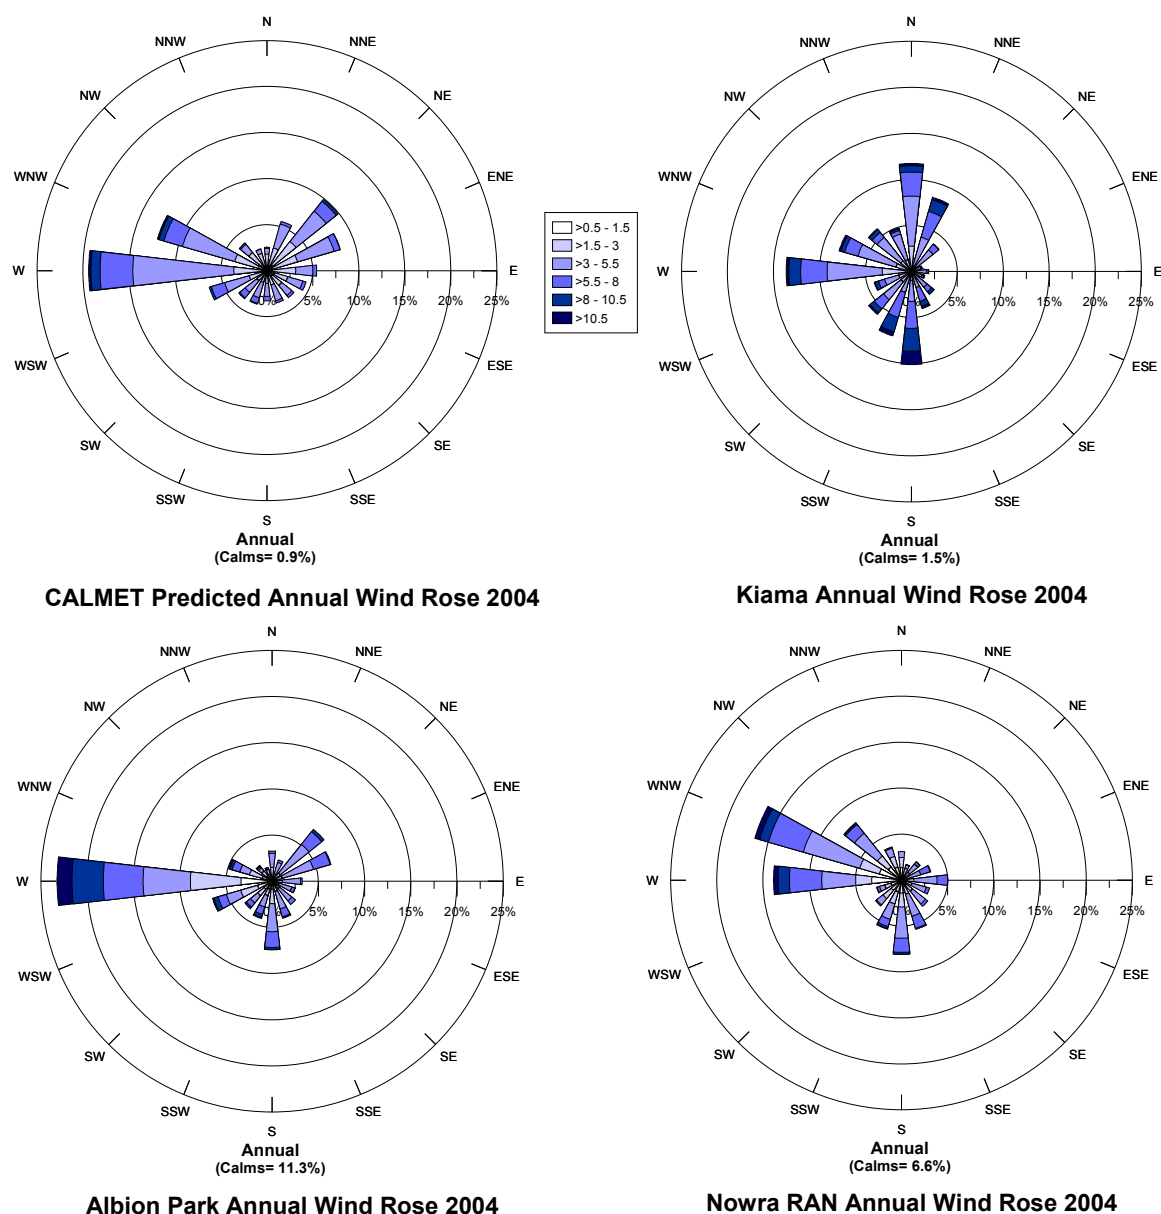 N
NNW
NNE
NW
NE
WNW
ENE
W
E
5%
10%
15%
20%
25%
WSW
ESE
SW
SE
SSW
SSE
S
Annual
(Calms= 0.9%)
CALMET Predicted Annual Wind Rose 2004
>0.5 - 1.5
>1.5 - 3
>3 - 5.5
>5.5 - 8
>8 - 10.5
>10.5
N
NNW
NNE
NW
NE
WNW
ENE
W
E
5%
10%
15%
20%
25%
WSW
ESE
SW
SE
SSW
SSE
S
Annual
(Calms= 1.5%)
Kiama Annual Wind Rose 2004
N
NNW
NNE
NW
NE
WNW
ENE
W
E
5%
10%
15%
20%
25%
WSW
ESE
SW
SE
SSW
SSE
S
Annual
(Calms= 11.3%)
Albion Park Annual Wind Rose 2004
N
NNW
NNE
NW
NE
WNW
ENE
W
E
5%
10%
15%
20%
25%
WSW
ESE
SW
SE
SSW
SSE
S
Annual
(Calms= 6.6%)
Nowra RAN Annual Wind Rose 2004